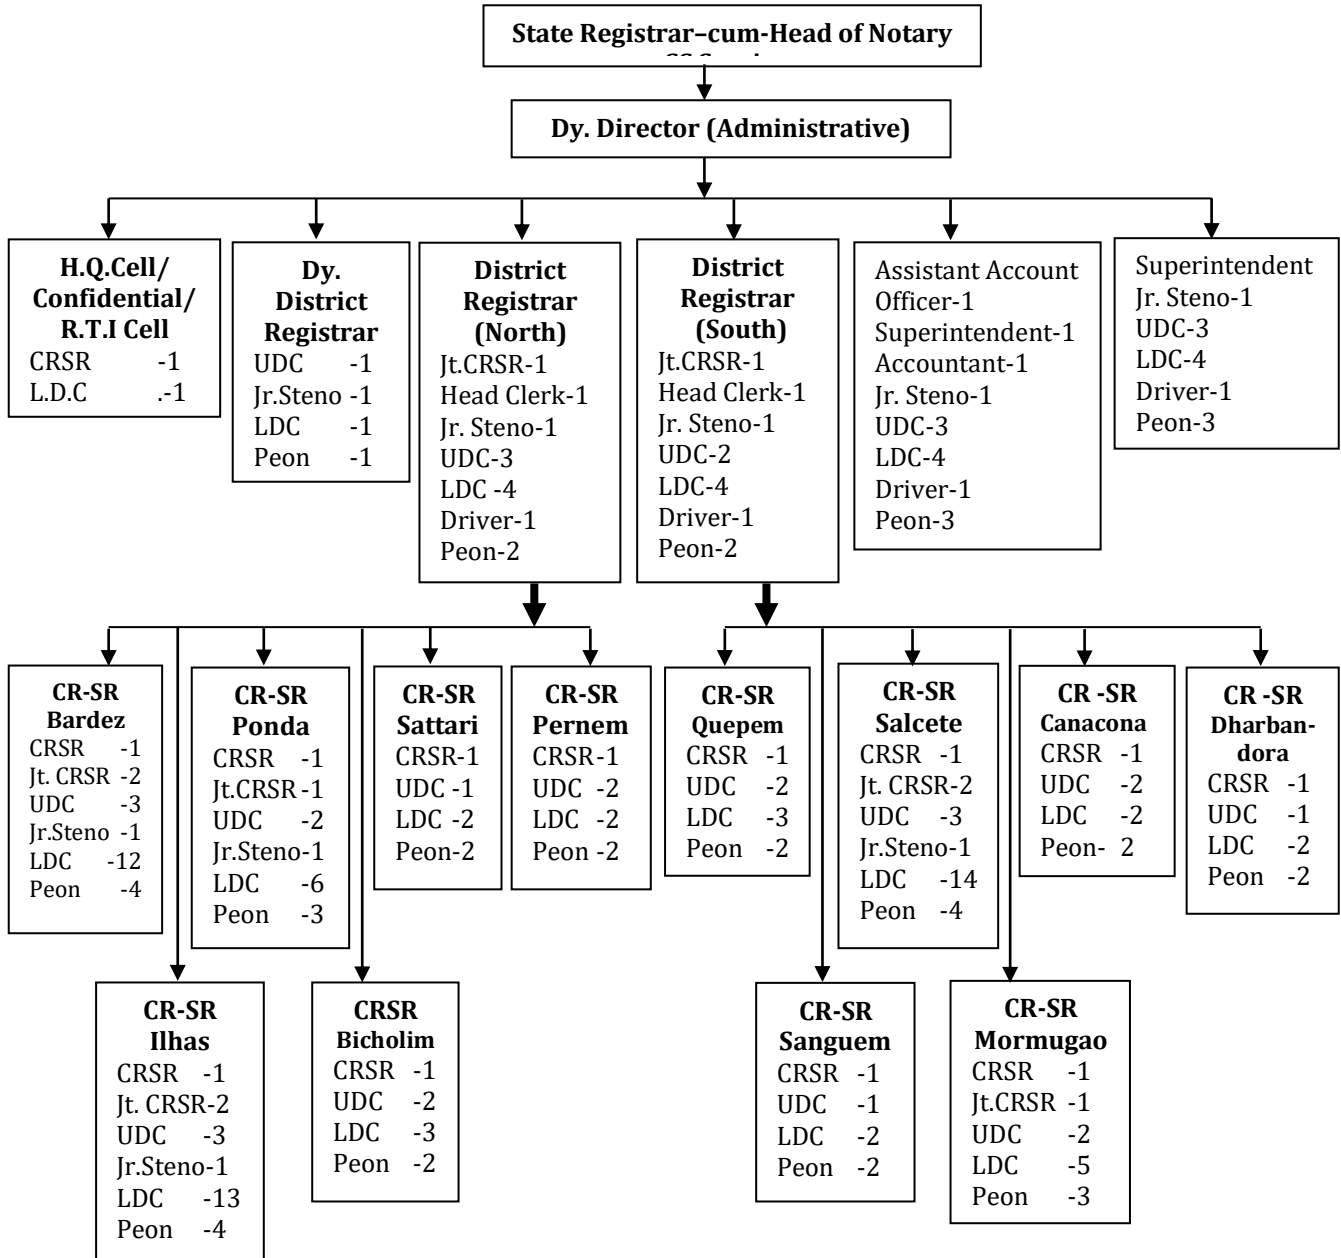 State Registrar–cum-Head of Notary
Dy. Director (Administrative)
H.Q.Cell/
Confidential/
R.T.I Cell
CRSR -1
L.D.C .-1
Dy.
District
Registrar
UDC -1
Jr.Steno -1
LDC -1
Peon -1
District
Registrar
(North)
Jt.CRSR-1
Head Clerk-1
Jr. Steno-1
UDC-3
LDC -4
Driver-1
Peon-2
District
Registrar
(South)
Jt.CRSR-1
Head Clerk-1
Jr. Steno-1
UDC-2
LDC-4
Driver-1
Peon-2
Assistant Account
Officer-1
Superintendent-1
Accountant-1
Jr. Steno-1
UDC-3
LDC-4
Driver-1
Peon-3
Superintendent
Jr. Steno-1
UDC-3
LDC-4
Driver-1
Peon-3
CR-SR
Bardez
CRSR -1
Jt. CRSR -2
UDC -3
Jr.Steno -1
LDC -12
Peon -4
CR-SR
Ponda
CRSR -1
Jt.CRSR -1
UDC -2
Jr.Steno-1
LDC -6
Peon -3
CR-SR
Sattari
CRSR-1
UDC -1
LDC -2
Peon-2
CR-SR
Pernem
CRSR-1
UDC -2
LDC -2
Peon -2
CR-SR
Quepem
CRSR -1
UDC -2
LDC -3
Peon -2
CR-SR
Salcete
CRSR -1
Jt. CRSR-2
UDC -3
Jr.Steno-1
LDC -14
Peon -4
CR -SR
Canacona
CRSR -1
UDC -2
LDC -2
Peon- 2
CR -SR
Dharban-
dora
CRSR -1
UDC -1
LDC -2
Peon -2
CR-SR
Ilhas
CRSR -1
Jt. CRSR-2
UDC -3
Jr.Steno-1
LDC -13
Peon -4
CRSR
Bicholim
CRSR -1
UDC -2
LDC -3
Peon -2
CR-SR
Sanguem
CRSR -1
UDC -1
LDC -2
Peon -2
CR-SR
Mormugao
CRSR -1
Jt.CRSR -1
UDC -2
LDC -5
Peon -3